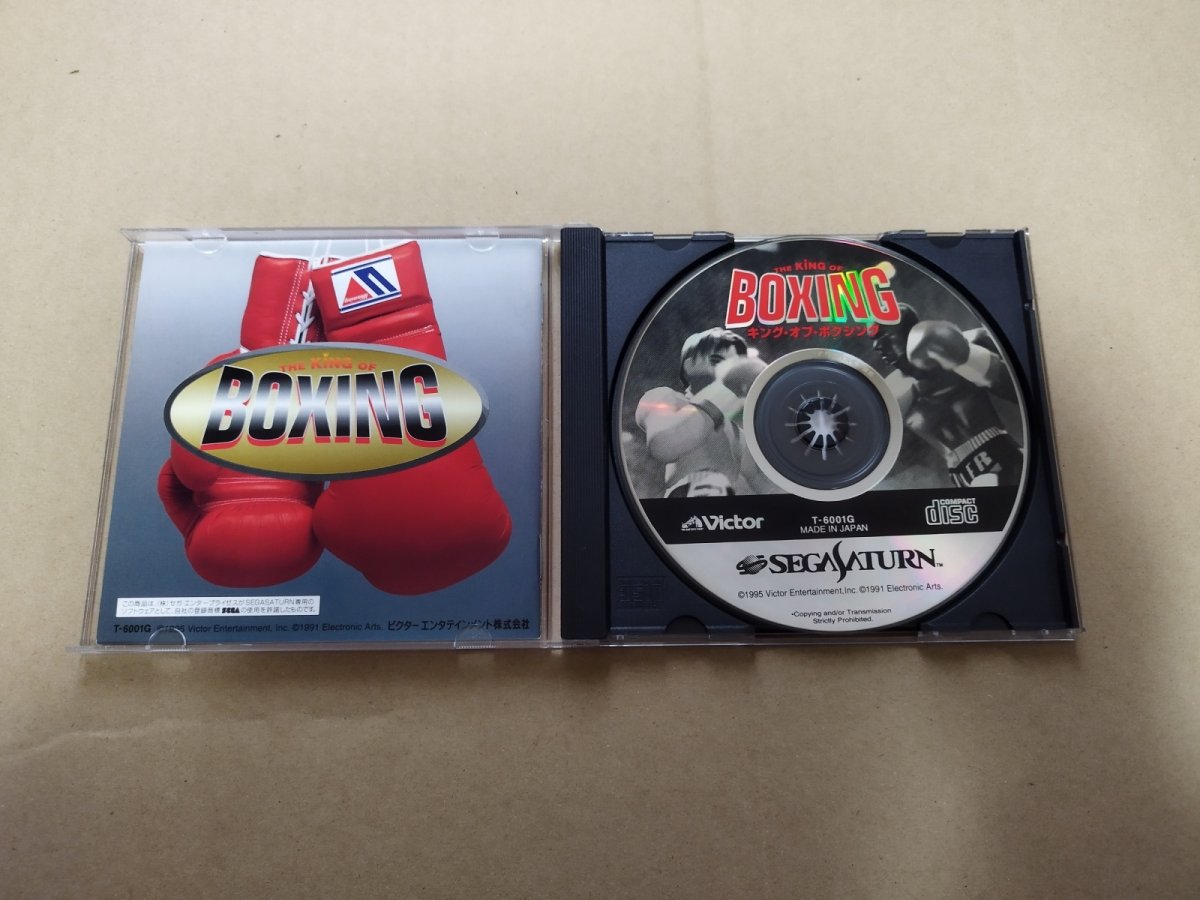 Winning
THE KiNG OF
BOXING
この商品は、(株)セガ・エンタープライゼスがSEGASATURN専用の
ソフトウェアとして、自社の登録商標SEGAの使用を許諾したものです。
T-6001G ©1995 Victor Entertainment, Inc. ©1991 Electronic Arts. ビクターエンタテインメント株式会社
THE KiNG OF
BOXING
キング・オブ・ボクシング
Victor
T-6001G
MADE IN JAPAN
COMPACT
disc
SEGASATURN™
©1995 Victor Entertainment, Inc. ©1991 Electronic Arts.
•Copying and/or Transmission
Strictly Prohibited.